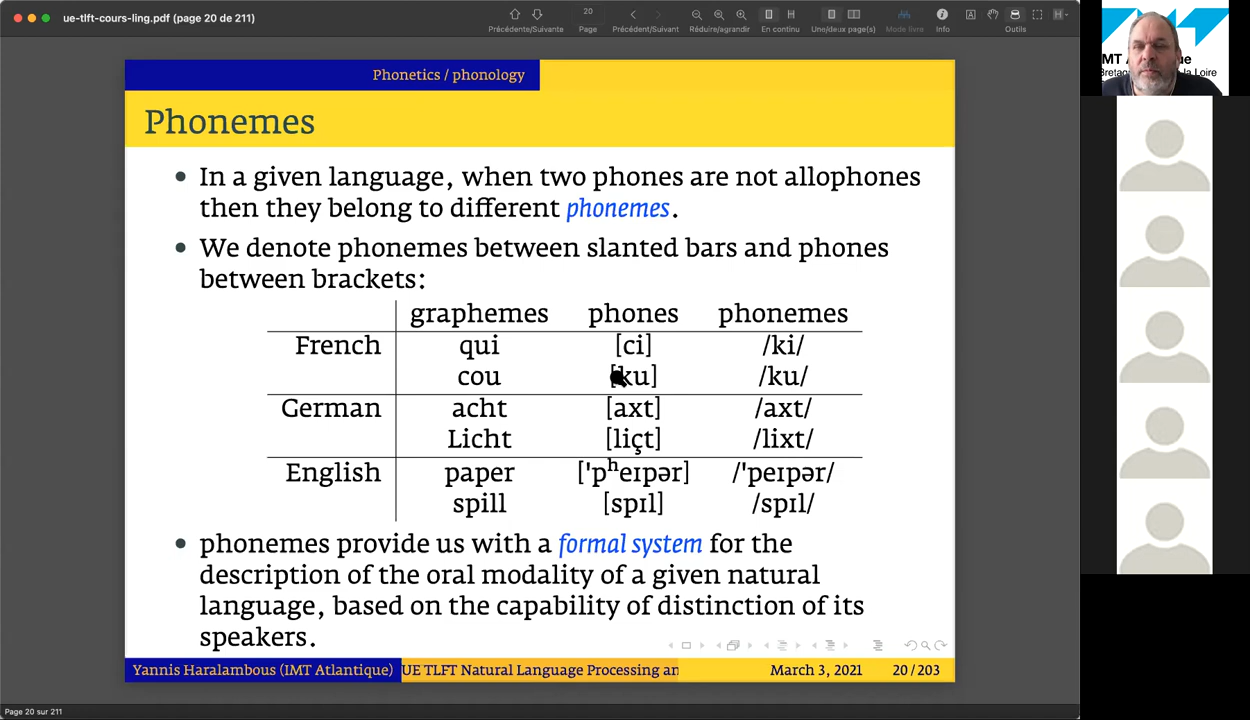 ue-tlft-cours-ling.pdf (page 20 de 211)
20
Précédente/Suivante Page Précédent/Suivant Réduire/agrandir En continu Une/deux page(s) Mode livre Info Outils
Phonetics / phonology
Phonemes
• In a given language, when two phones are not allophones
then they belong to different phonemes.
• We denote phonemes between slanted bars and phones
between brackets:
graphemes phones phonemes
French qui [ci] /ki/
cou [ku] /ku/
German acht [axt] /axt/
Licht [liçt] /lixt/
English paper ['pʰeɪpər] /'peɪpər/
spill [spɪl] /spɪl/
• phonemes provide us with a formal system for the
description of the oral modality of a given natural
language, based on the capability of distinction of its
speakers.
Yannis Haralambous (IMT Atlantique) UE TLFT Natural Language Processing an March 3, 2021 20 / 203
Page 20 sur 211